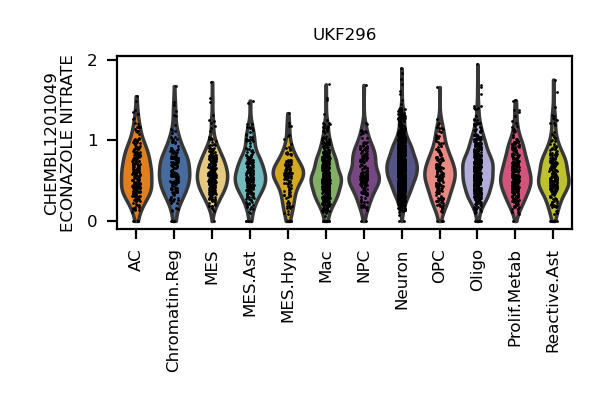 UKF296
CHEMBL1201049
ECONAZOLE NITRATE
2
1
0
AC
Chromatin.Reg
MES
MES.Ast
MES.Hyp
Mac
NPC
Neuron
OPC
Oligo
Prolif.Metab
Reactive.Ast